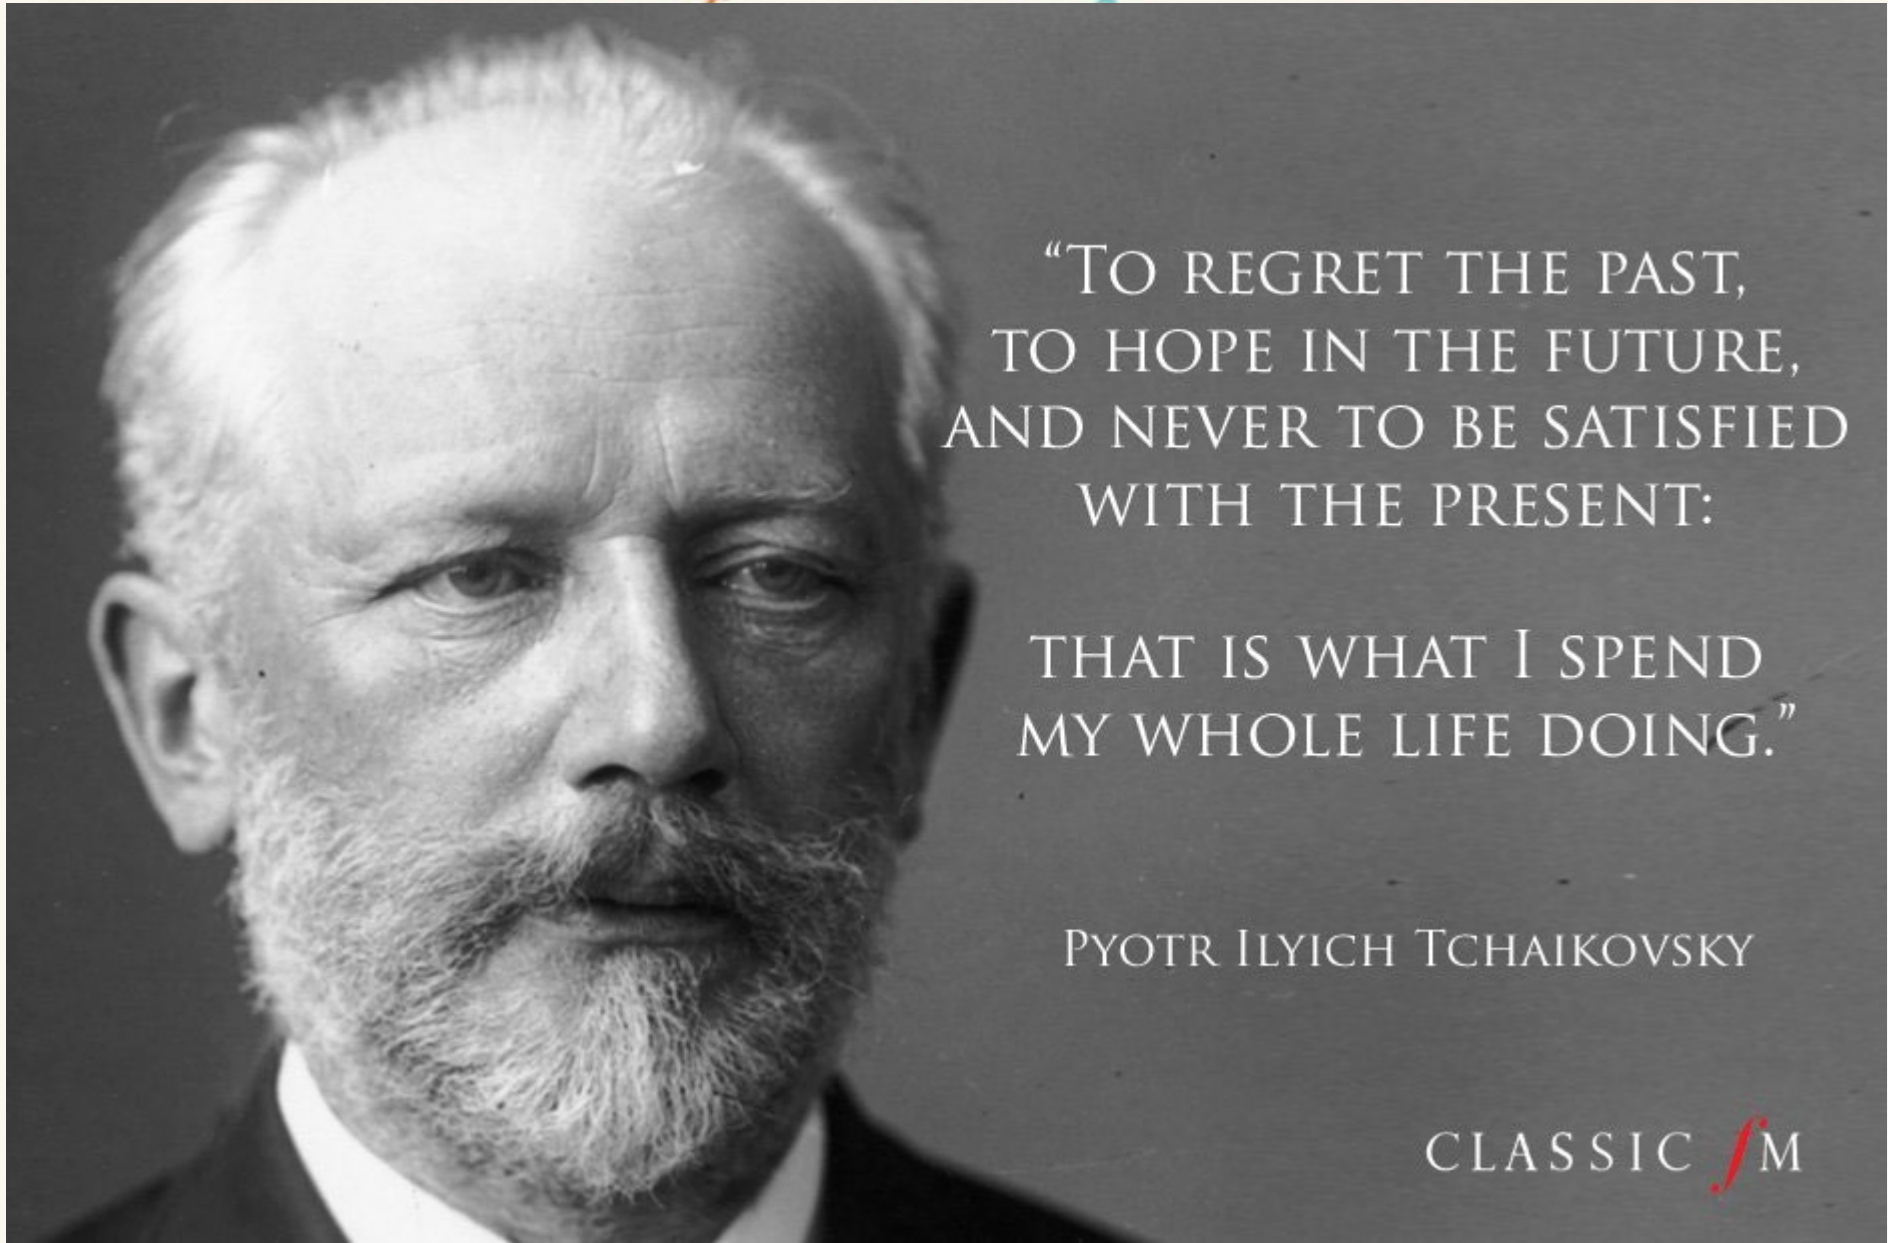 “To regret the past,
to hope in the future,
and never to be satisfied
with the present:
that is what I spend
my whole life doing.”
Pyotr Ilyich Tchaikovsky
CLASSIC fM